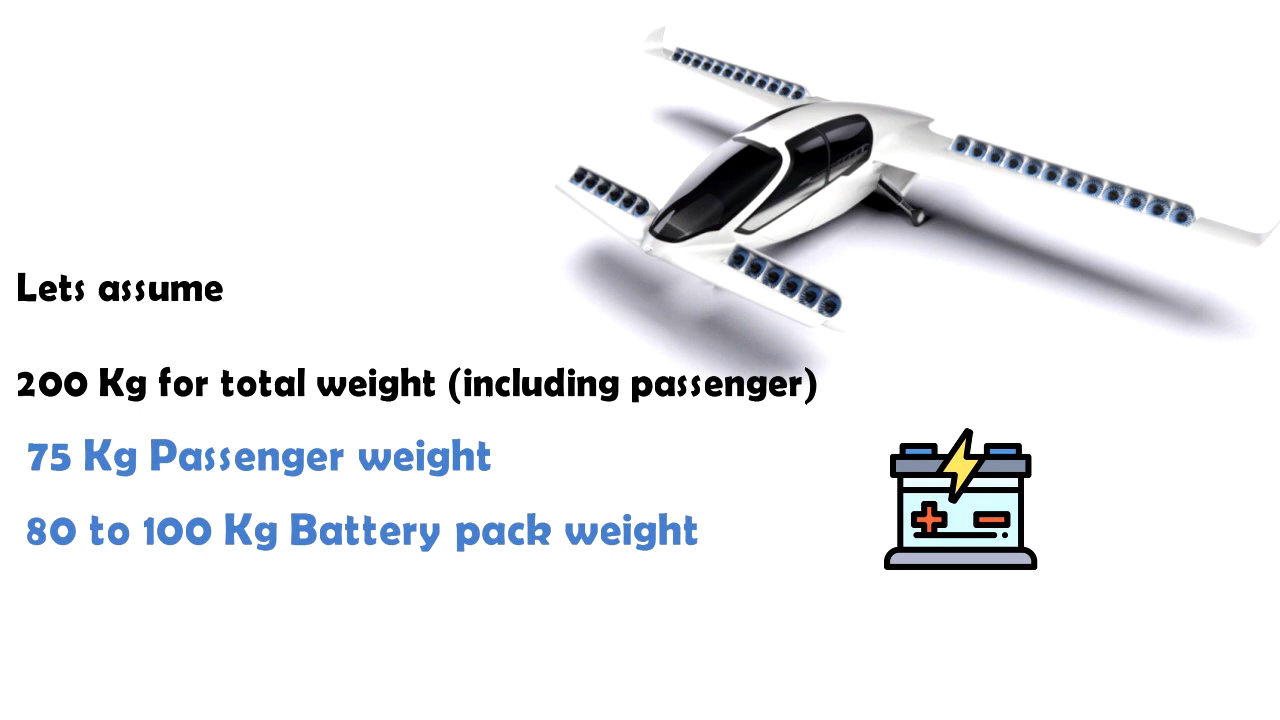 Lets assume
200 Kg for total weight (including passenger)
75 Kg Passenger weight
80 to 100 Kg Battery pack weight